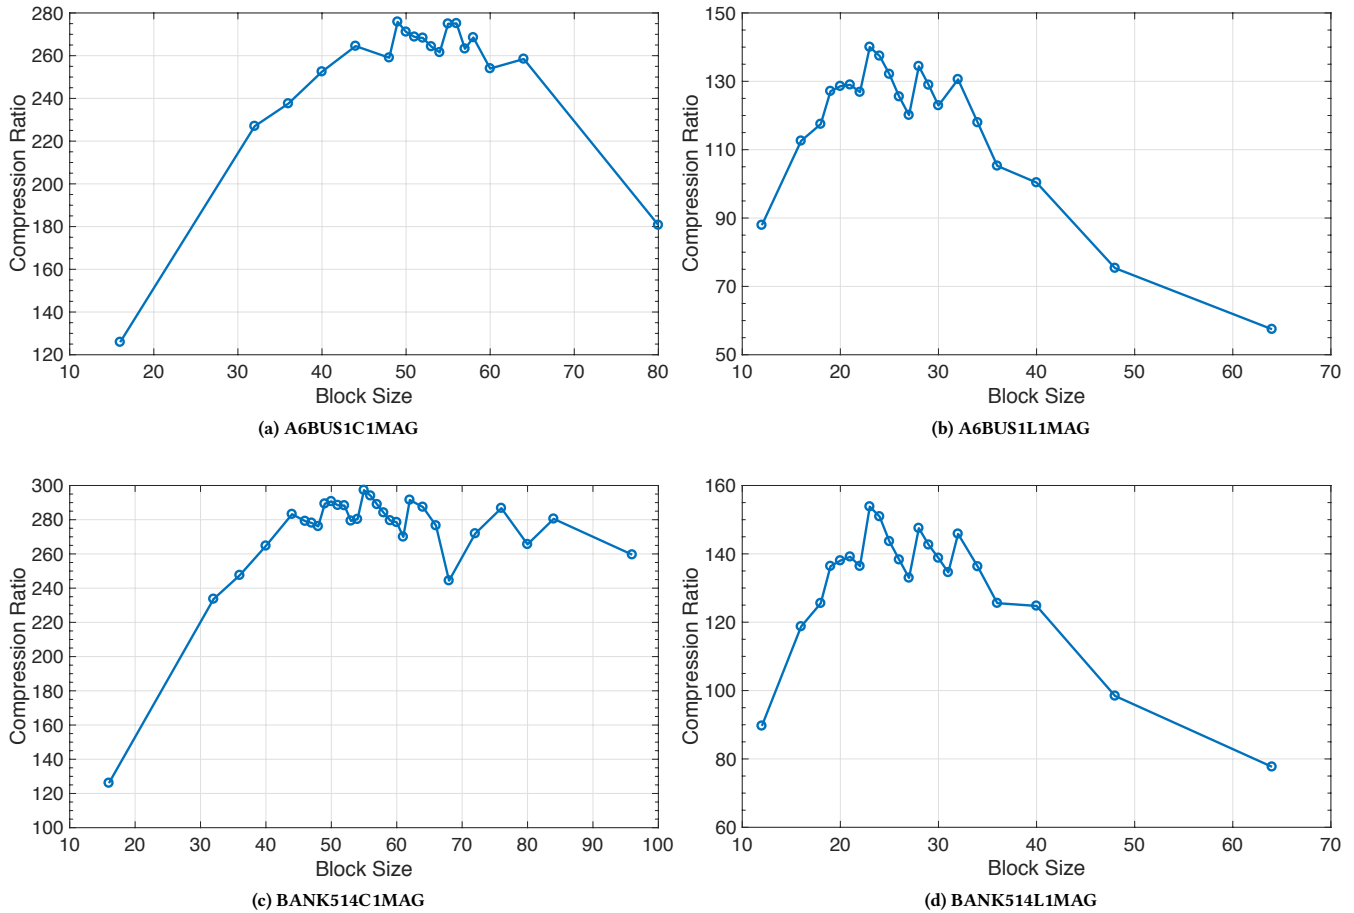 280
260
240
220
200
180
160
140
120
Compression Ratio
10 20 30 40 50 60 70 80
Block Size
(a) A6BUS1C1MAG
150
130
110
90
70
50
Compression Ratio
10 20 30 40 50 60 70
Block Size
(b) A6BUS1L1MAG
300
280
260
240
220
200
180
160
140
120
100
Compression Ratio
10 20 30 40 50 60 70 80 90 100
Block Size
(c) BANK514C1MAG
160
140
120
100
80
60
Compression Ratio
10 20 30 40 50 60 70
Block Size
(d) BANK514L1MAG